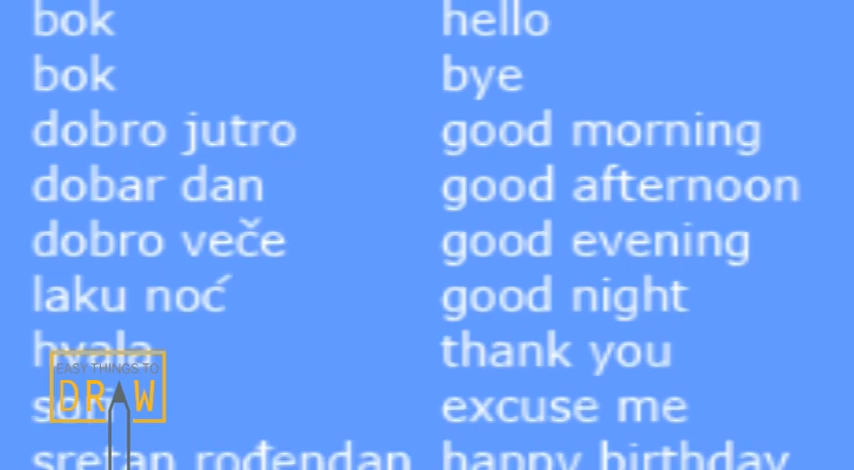 bok hello
bok bye
dobro jutro good morning
dobar dan good afternoon
dobro veče good evening
laku noć good night
hvala thank you
excuse me
sretan rođendan happy birthday
EASY THINGS TO
DRAW